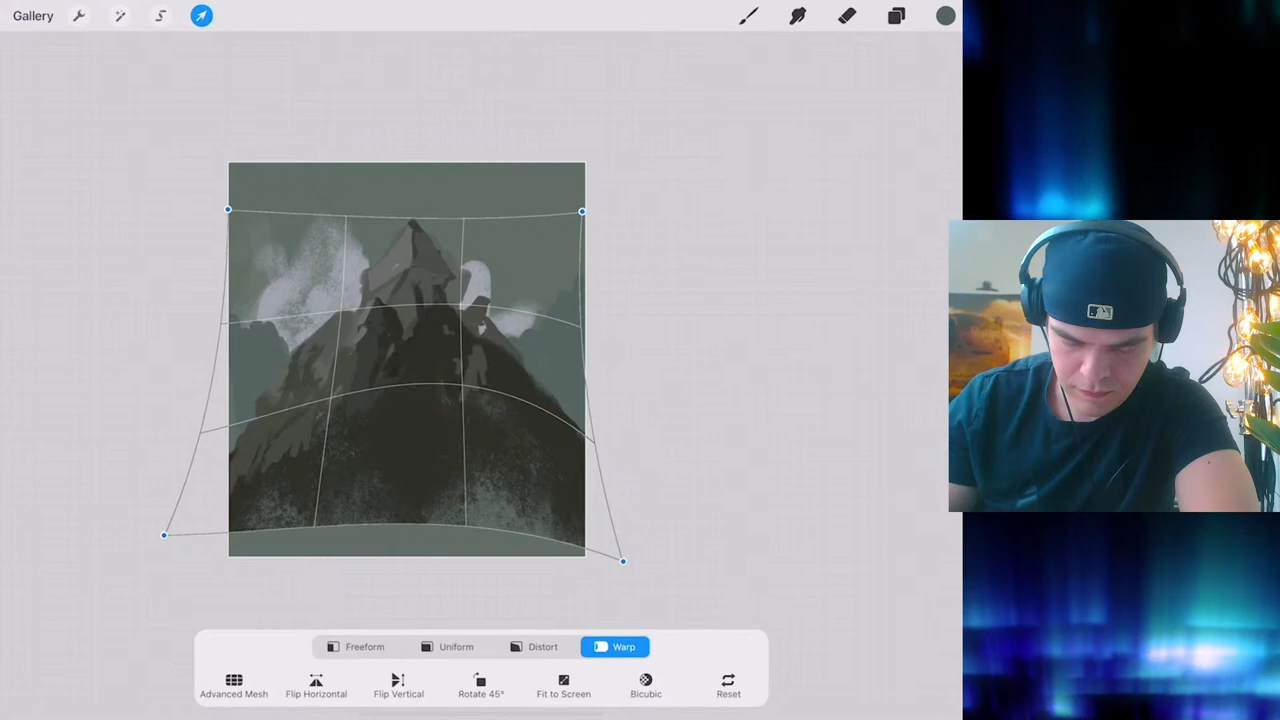 Gallery
Freeform Uniform Distort Warp
Advanced Mesh Flip Horizontal Flip Vertical Rotate 45° Fit to Screen Bicubic Reset